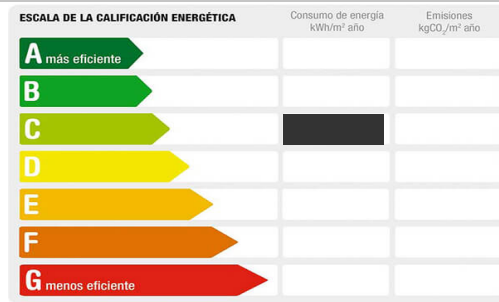 ESCALA DE LA CALIFICACIÓN ENERGÉTICA
Consumo de energía
kWh/m² año
Emisiones
kgCO₂/m² año
A más eficiente
B
C
D
E
F
G menos eficiente